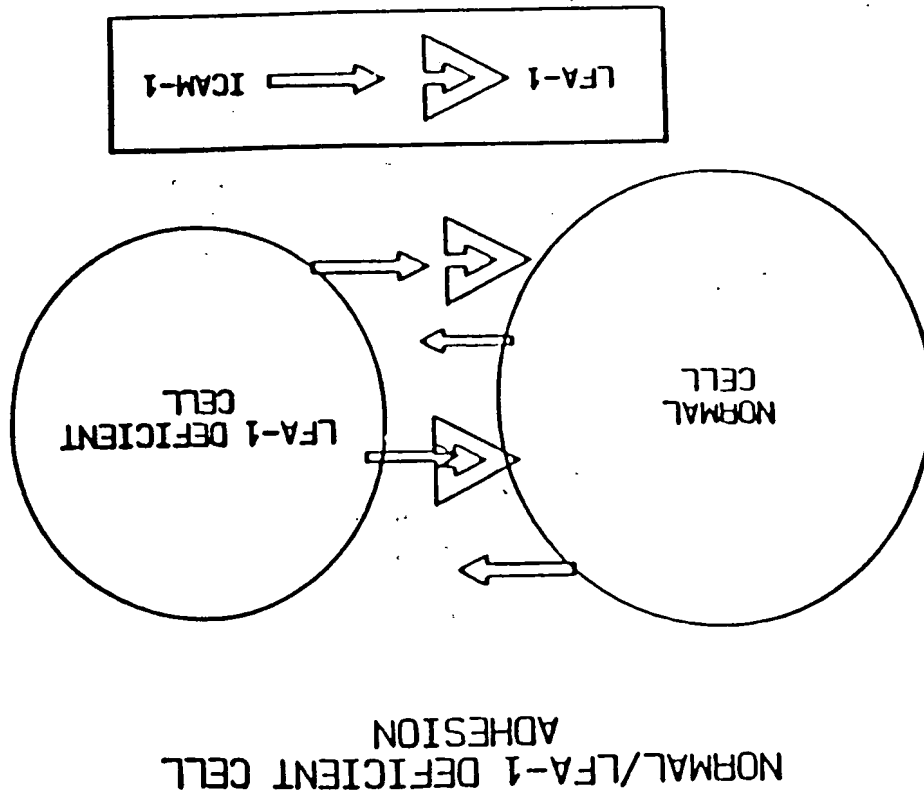 NORMAL/LFA-1 DEFICIENT CELL
ADHESION
NORMAL
CELL
LFA-1 DEFICIENT
CELL
LFA-1
ICAM-1